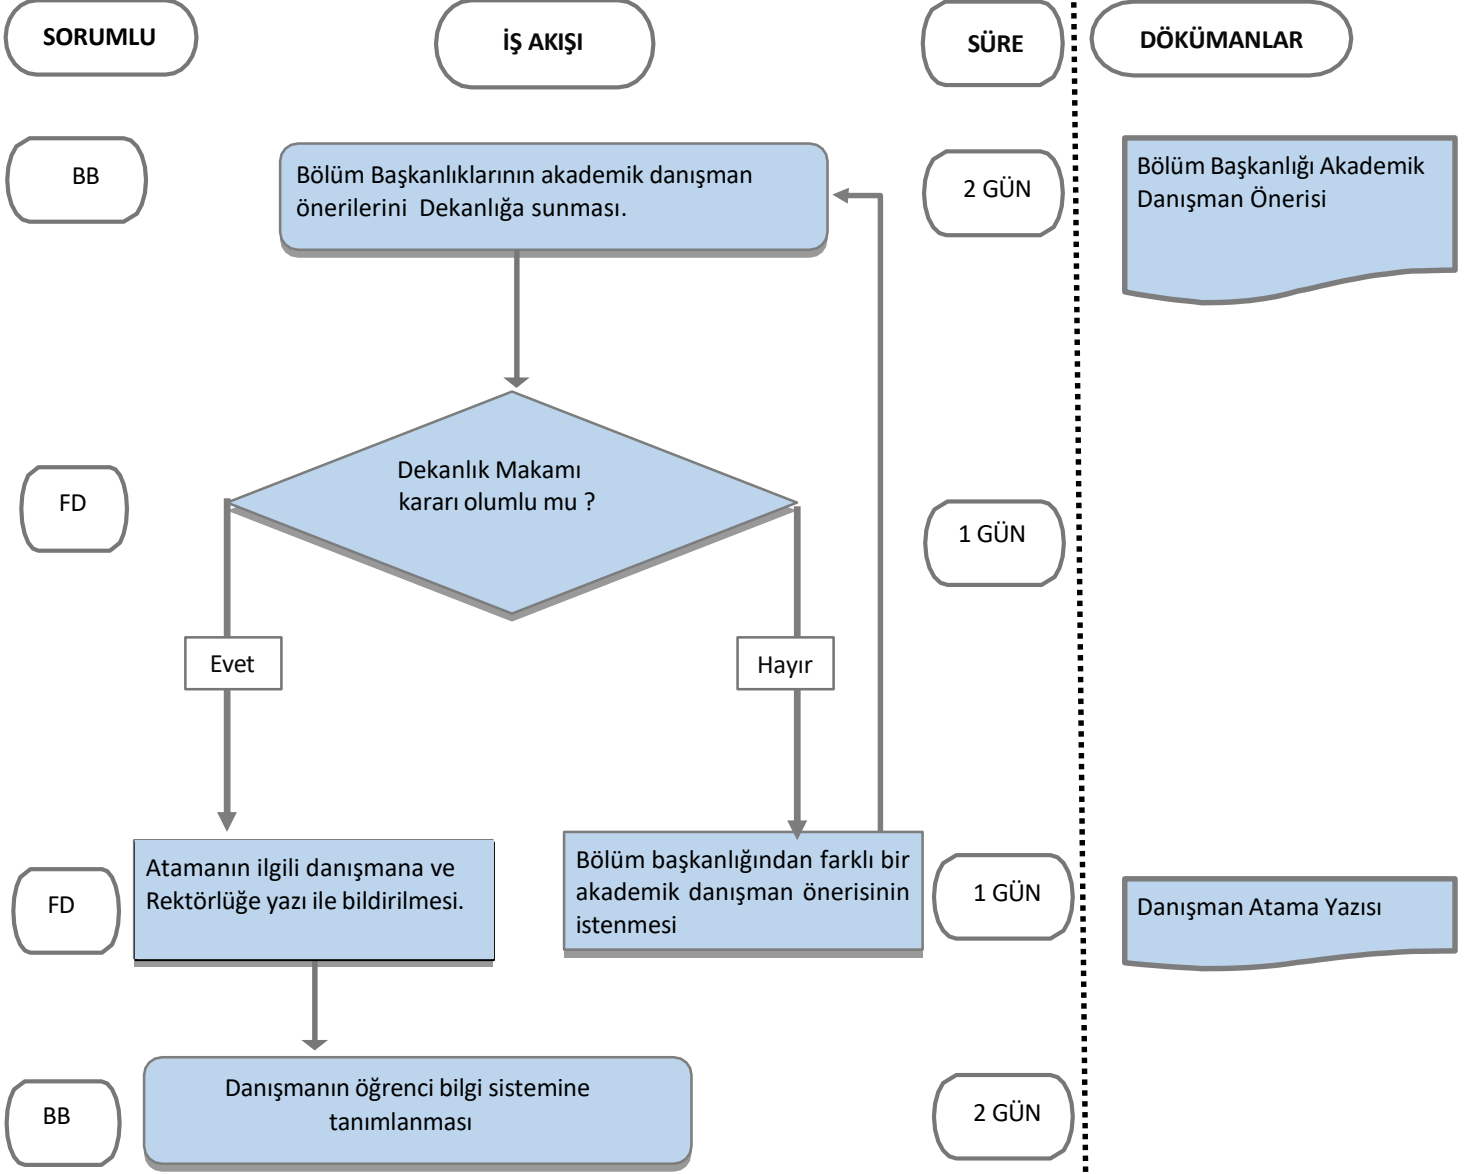 SORUMLU
İŞ AKIŞI
SÜRE
DÖKÜMANLAR
BB
Bölüm Başkanlıklarının akademik danışman
önerilerini Dekanlığa sunması.
2 GÜN
Bölüm Başkanlığı Akademik
Danışman Önerisi
FD
Dekanlık Makamı
kararı olumlu mu ?
1 GÜN
Evet
Hayır
FD
Atamanın ilgili danışmana ve
Rektörlüğe yazı ile bildirilmesi.
Bölüm başkanlığından farklı bir
akademik danışman önerisinin
istenmesi
1 GÜN
Danışman Atama Yazısı
BB
Danışmanın öğrenci bilgi sistemine
tanımlanması
2 GÜN